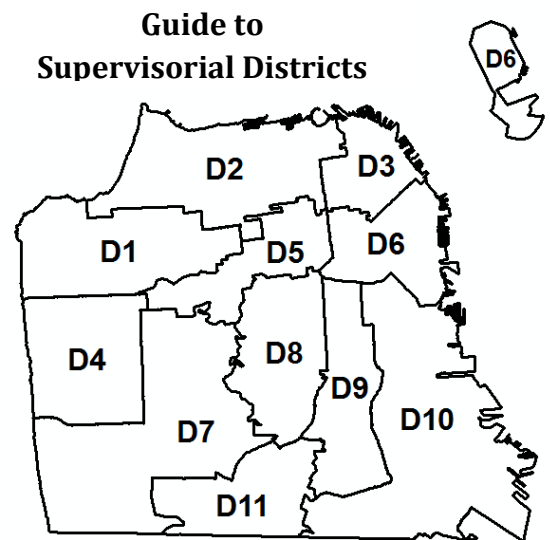 Guide to
Supervisorial Districts
D6
D2
D3
D1
D5
D6
D4
D8
D9
D7
D10
D11